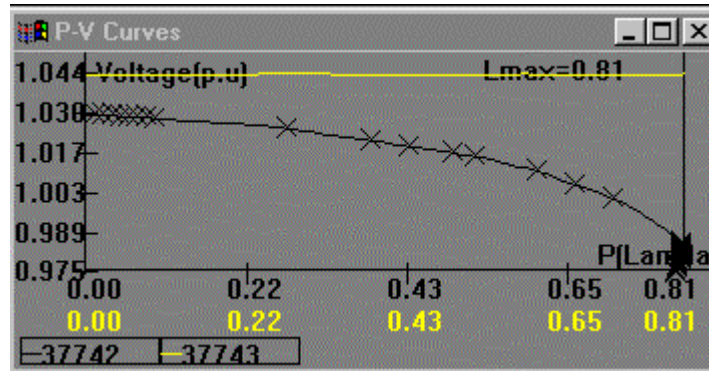 P-V Curves
1.044 Voltage(p.u) Lmax=0.81
1.030
1.017
1.003
0.989
0.975 P(Lambda
0.00 0.22 0.43 0.65 0.81
0.00 0.22 0.43 0.65 0.81
37742 37743